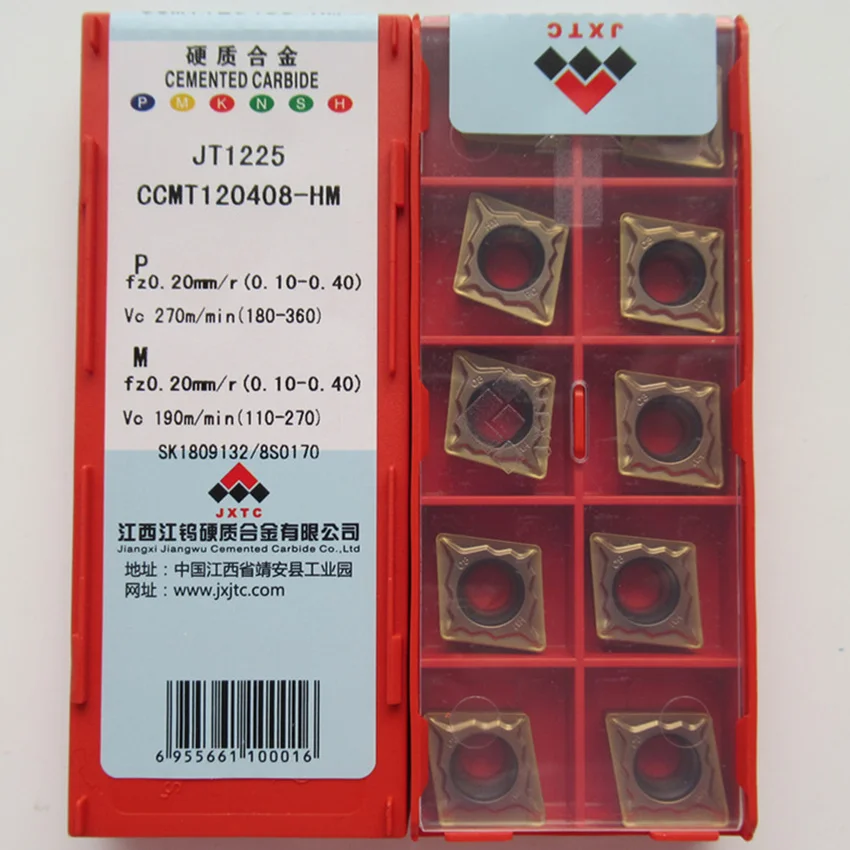 CCMT120408-HM
硬质合金
CEMENTED CARBIDE
P M K N S H
JT1225
CCMT120408-HM
P
fz0.20mm/r(0.10-0.40)
Vc 270m/min(180-360)
M
fz0.20mm/r(0.10-0.40)
Vc 190m/min(110-270)
SK1809132/8S0170
JXTC
江西江钨硬质合金有限公司
Jiangxi Jiangwu Cemented Carbide Co.,Ltd
地址：中国江西省靖安县工业园
网址：www.jxjtc.com
6 955661 100016
JXTC